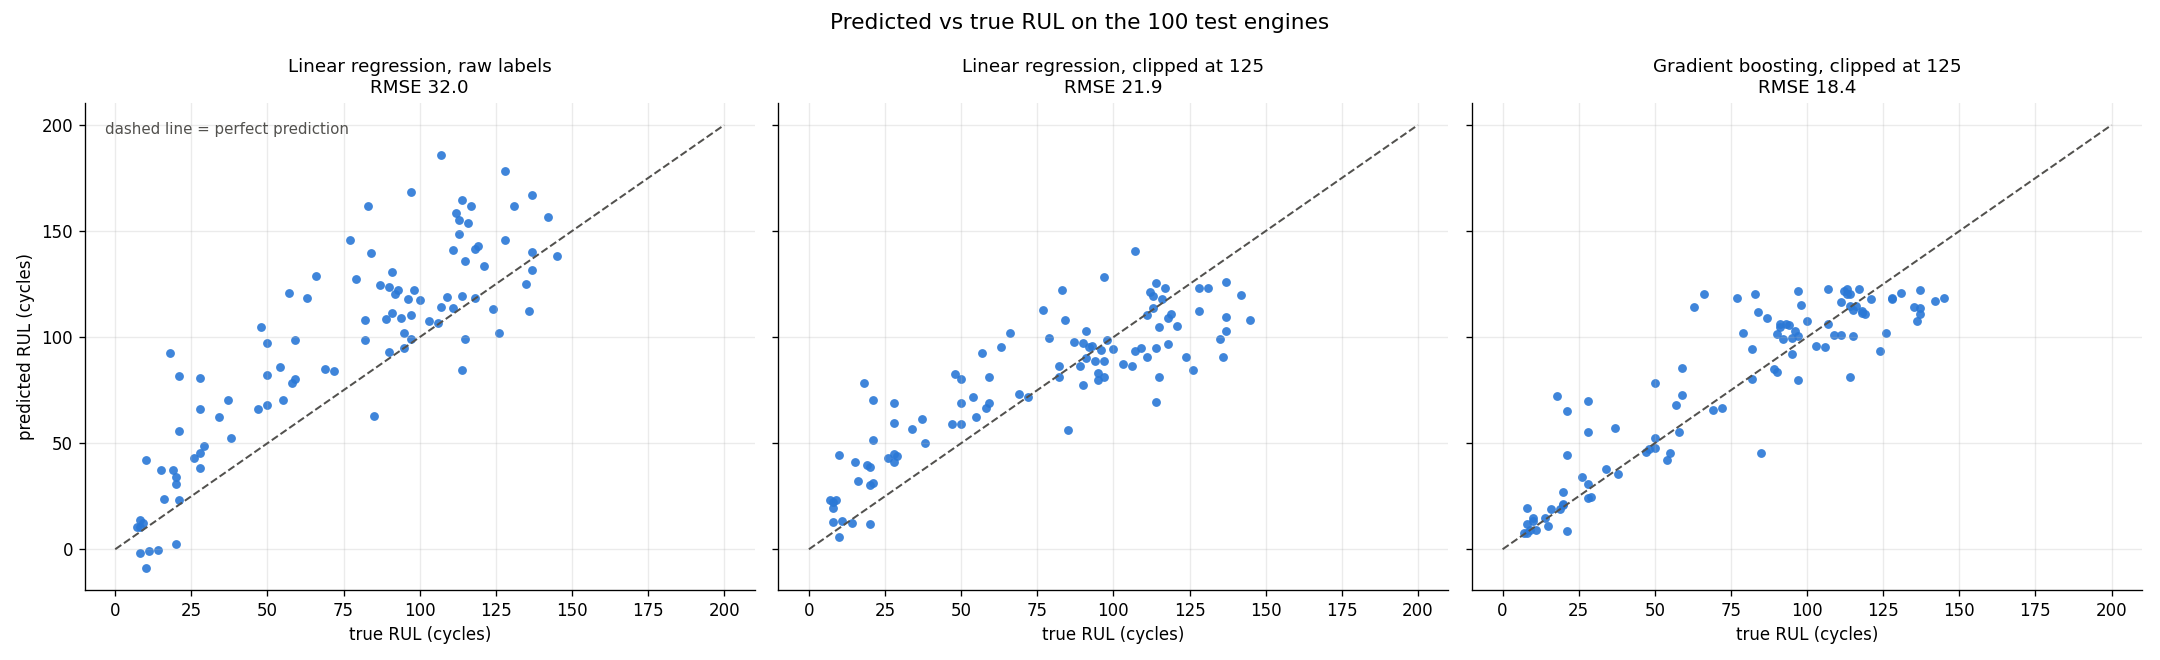 Predicted vs true RUL on the 100 test engines
Linear regression, raw labels
RMSE 32.0
dashed line = perfect prediction
200
150
100
50
0
predicted RUL (cycles)
0 25 50 75 100 125 150 175 200
true RUL (cycles)
Linear regression, clipped at 125
RMSE 21.9
0 25 50 75 100 125 150 175 200
true RUL (cycles)
Gradient boosting, clipped at 125
RMSE 18.4
0 25 50 75 100 125 150 175 200
true RUL (cycles)